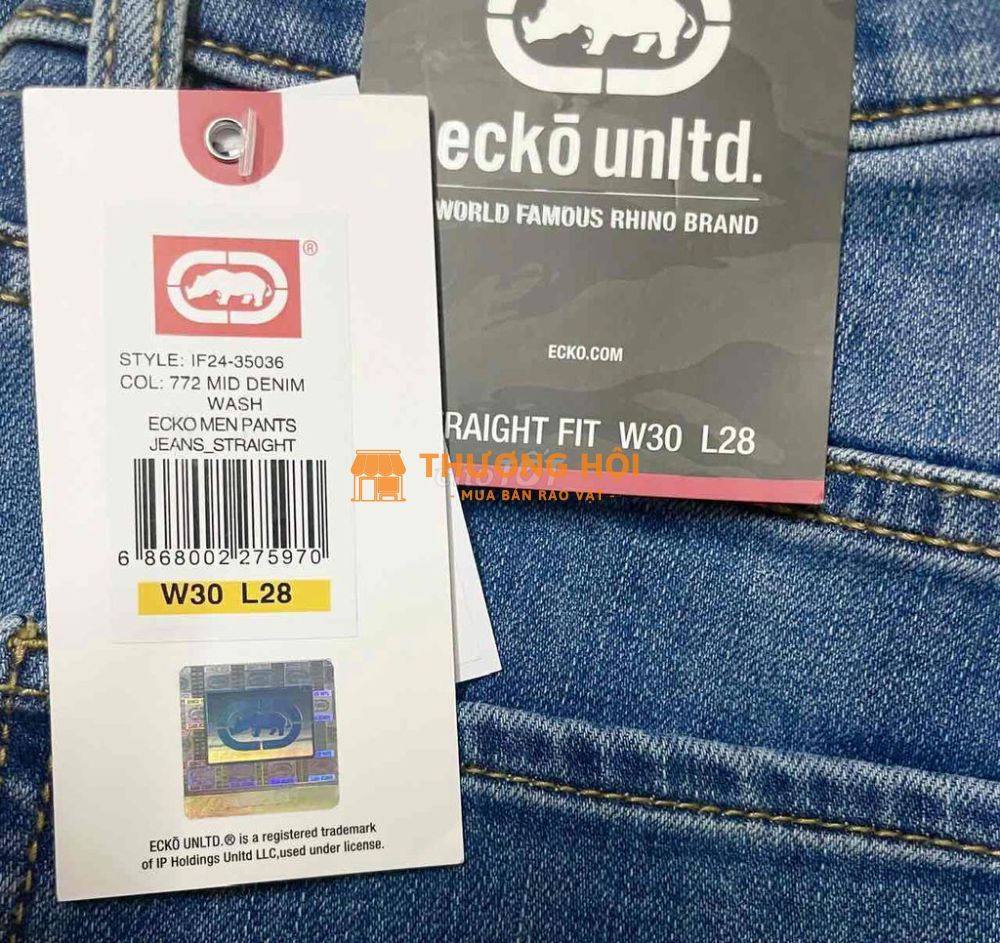 eckō unltd.
WORLD FAMOUS RHINO BRAND
ECKO.COM
RAIGHT FIT W30 L28
®
STYLE: IF24-35036
COL: 772 MID DENIM
WASH
ECKO MEN PANTS
JEANS_STRAIGHT
6 868002 275970
W30 L28
ECKŌ UNLTD.® is a registered trademark
of IP Holdings Unltd LLC,used under license.
THƯƠNG HỘI
- MUA BÁN RAO VẶT -